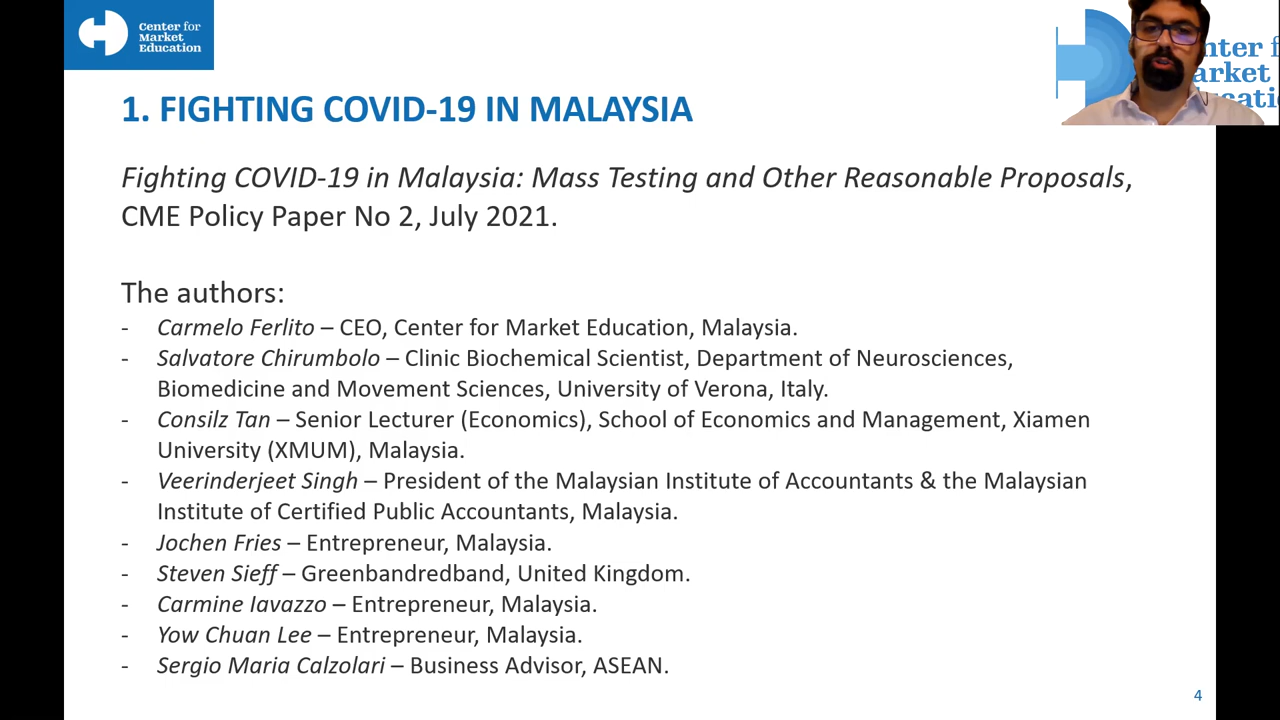 Center for
Market
Education
nter f
arket
cati
1. FIGHTING COVID-19 IN MALAYSIA
Fighting COVID-19 in Malaysia: Mass Testing and Other Reasonable Proposals,
CME Policy Paper No 2, July 2021.
The authors:
- Carmelo Ferlito – CEO, Center for Market Education, Malaysia.
- Salvatore Chirumbolo – Clinic Biochemical Scientist, Department of Neurosciences,
Biomedicine and Movement Sciences, University of Verona, Italy.
- Consilz Tan – Senior Lecturer (Economics), School of Economics and Management, Xiamen
University (XMUM), Malaysia.
- Veerinderjeet Singh – President of the Malaysian Institute of Accountants & the Malaysian
Institute of Certified Public Accountants, Malaysia.
- Jochen Fries – Entrepreneur, Malaysia.
- Steven Sieff – Greenbandredband, United Kingdom.
- Carmine Iavazzo – Entrepreneur, Malaysia.
- Yow Chuan Lee – Entrepreneur, Malaysia.
- Sergio Maria Calzolari – Business Advisor, ASEAN.
4